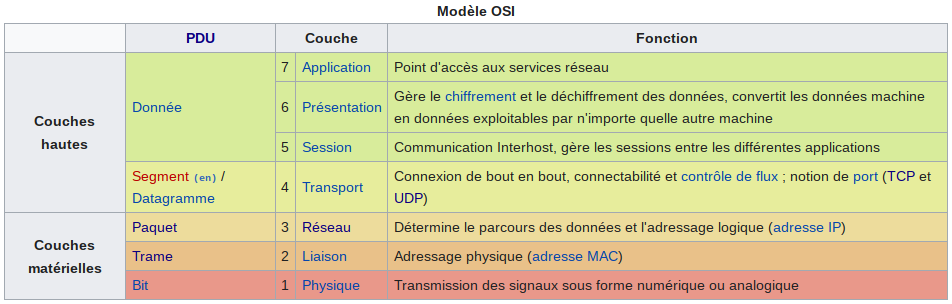 Modèle OSI
PDU Couche Fonction
Couches hautes
Donnée
7 Application Point d'accès aux services réseau
6 Présentation Gère le chiffrement et le déchiffrement des données, convertit les données machine
en données exploitables par n'importe quelle autre machine
5 Session Communication Interhost, gère les sessions entre les différentes applications
Segment (en) /
Datagramme
4 Transport Connexion de bout en bout, connectabilité et contrôle de flux ; notion de port (TCP et
UDP)
Couches matérielles
Paquet 3 Réseau Détermine le parcours des données et l'adressage logique (adresse IP)
Trame 2 Liaison Adressage physique (adresse MAC)
Bit 1 Physique Transmission des signaux sous forme numérique ou analogique